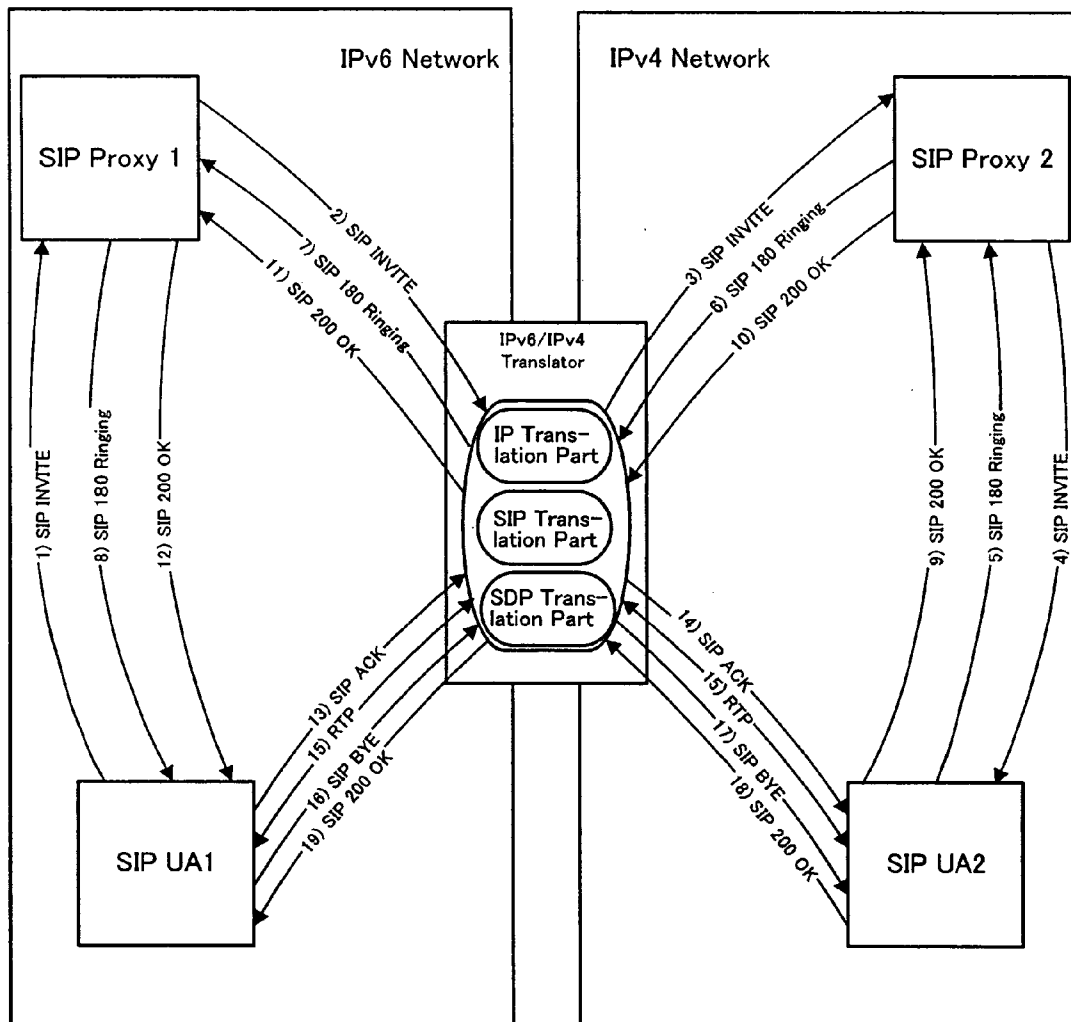 IPv6 Network
IPv4 Network
SIP Proxy 1
SIP Proxy 2
2) SIP INVITE
7) SIP 180 Ringing
11) SIP 200 OK
3) SIP INVITE
6) SIP 180 Ringing
10) SIP 200 OK
IPv6/IPv4
Translator
IP Trans-
lation Part
SIP Trans-
lation Part
SDP Trans-
lation Part
1) SIP INVITE
8) SIP 180 Ringing
12) SIP 200 OK
9) SIP 200 OK
5) SIP 180 Ringing
4) SIP INVITE
13) SIP ACK
15) RTP
16) SIP BYE
19) SIP 200 OK
14) SIP ACK
15) RTP
17) SIP BYE
18) SIP 200 OK
SIP UA1
SIP UA2